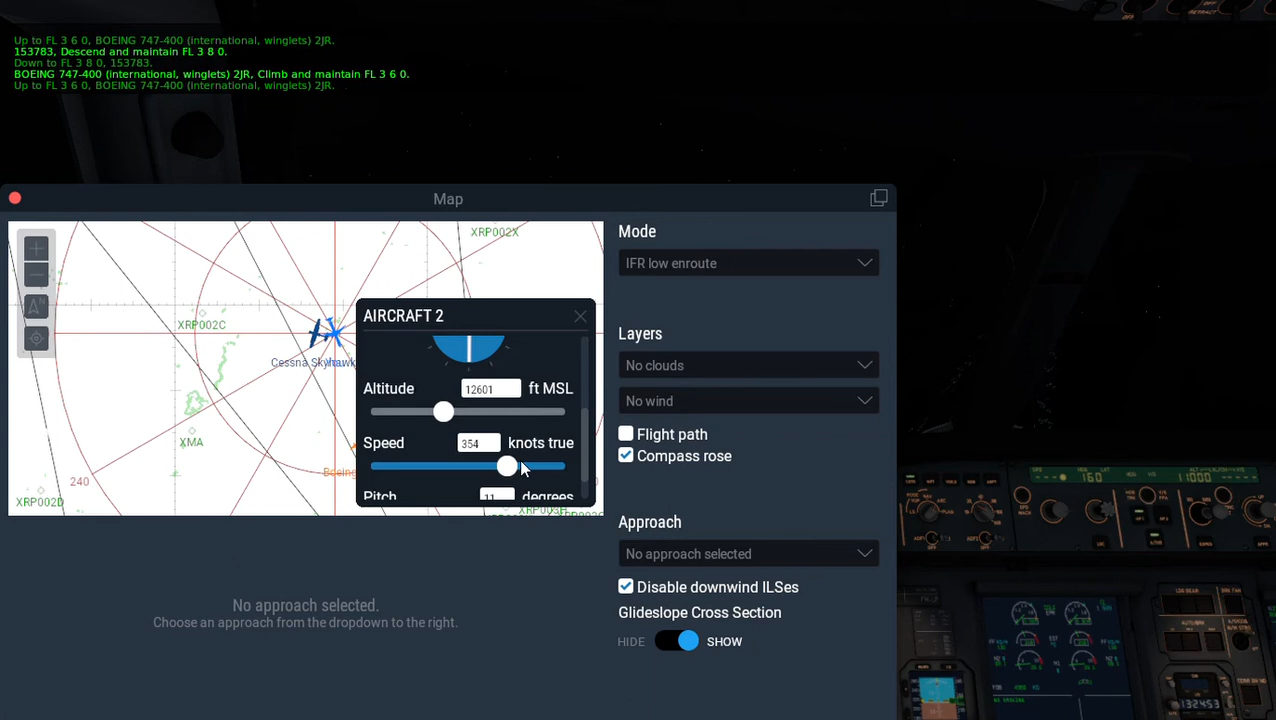 Up to FL 3 6 0, BOEING 747-400 (international, winglets) 2JR.
153783, Descend and maintain FL 3 8 0.
Down to FL 3 8 0, 153783.
BOEING 747-400 (international, winglets) 2JR, Climb and maintain FL 3 6 0.
Up to FL 3 6 0, BOEING 747-400 (international, winglets) 2JR.
Map
XRP002X
XRP002C
Cessna Skyhawk
XMA
240
XRP002D
Boeing
XRP003H
AIRCRAFT 2
Altitude 12601 ft MSL
Speed 354 knots true
Pitch 11 degrees
Mode
IFR low enroute
Layers
No clouds
No wind
Flight path
Compass rose
Approach
No approach selected
Disable downwind ILSes
Glideslope Cross Section
HIDE SHOW
No approach selected.
Choose an approach from the dropdown to the right.
160